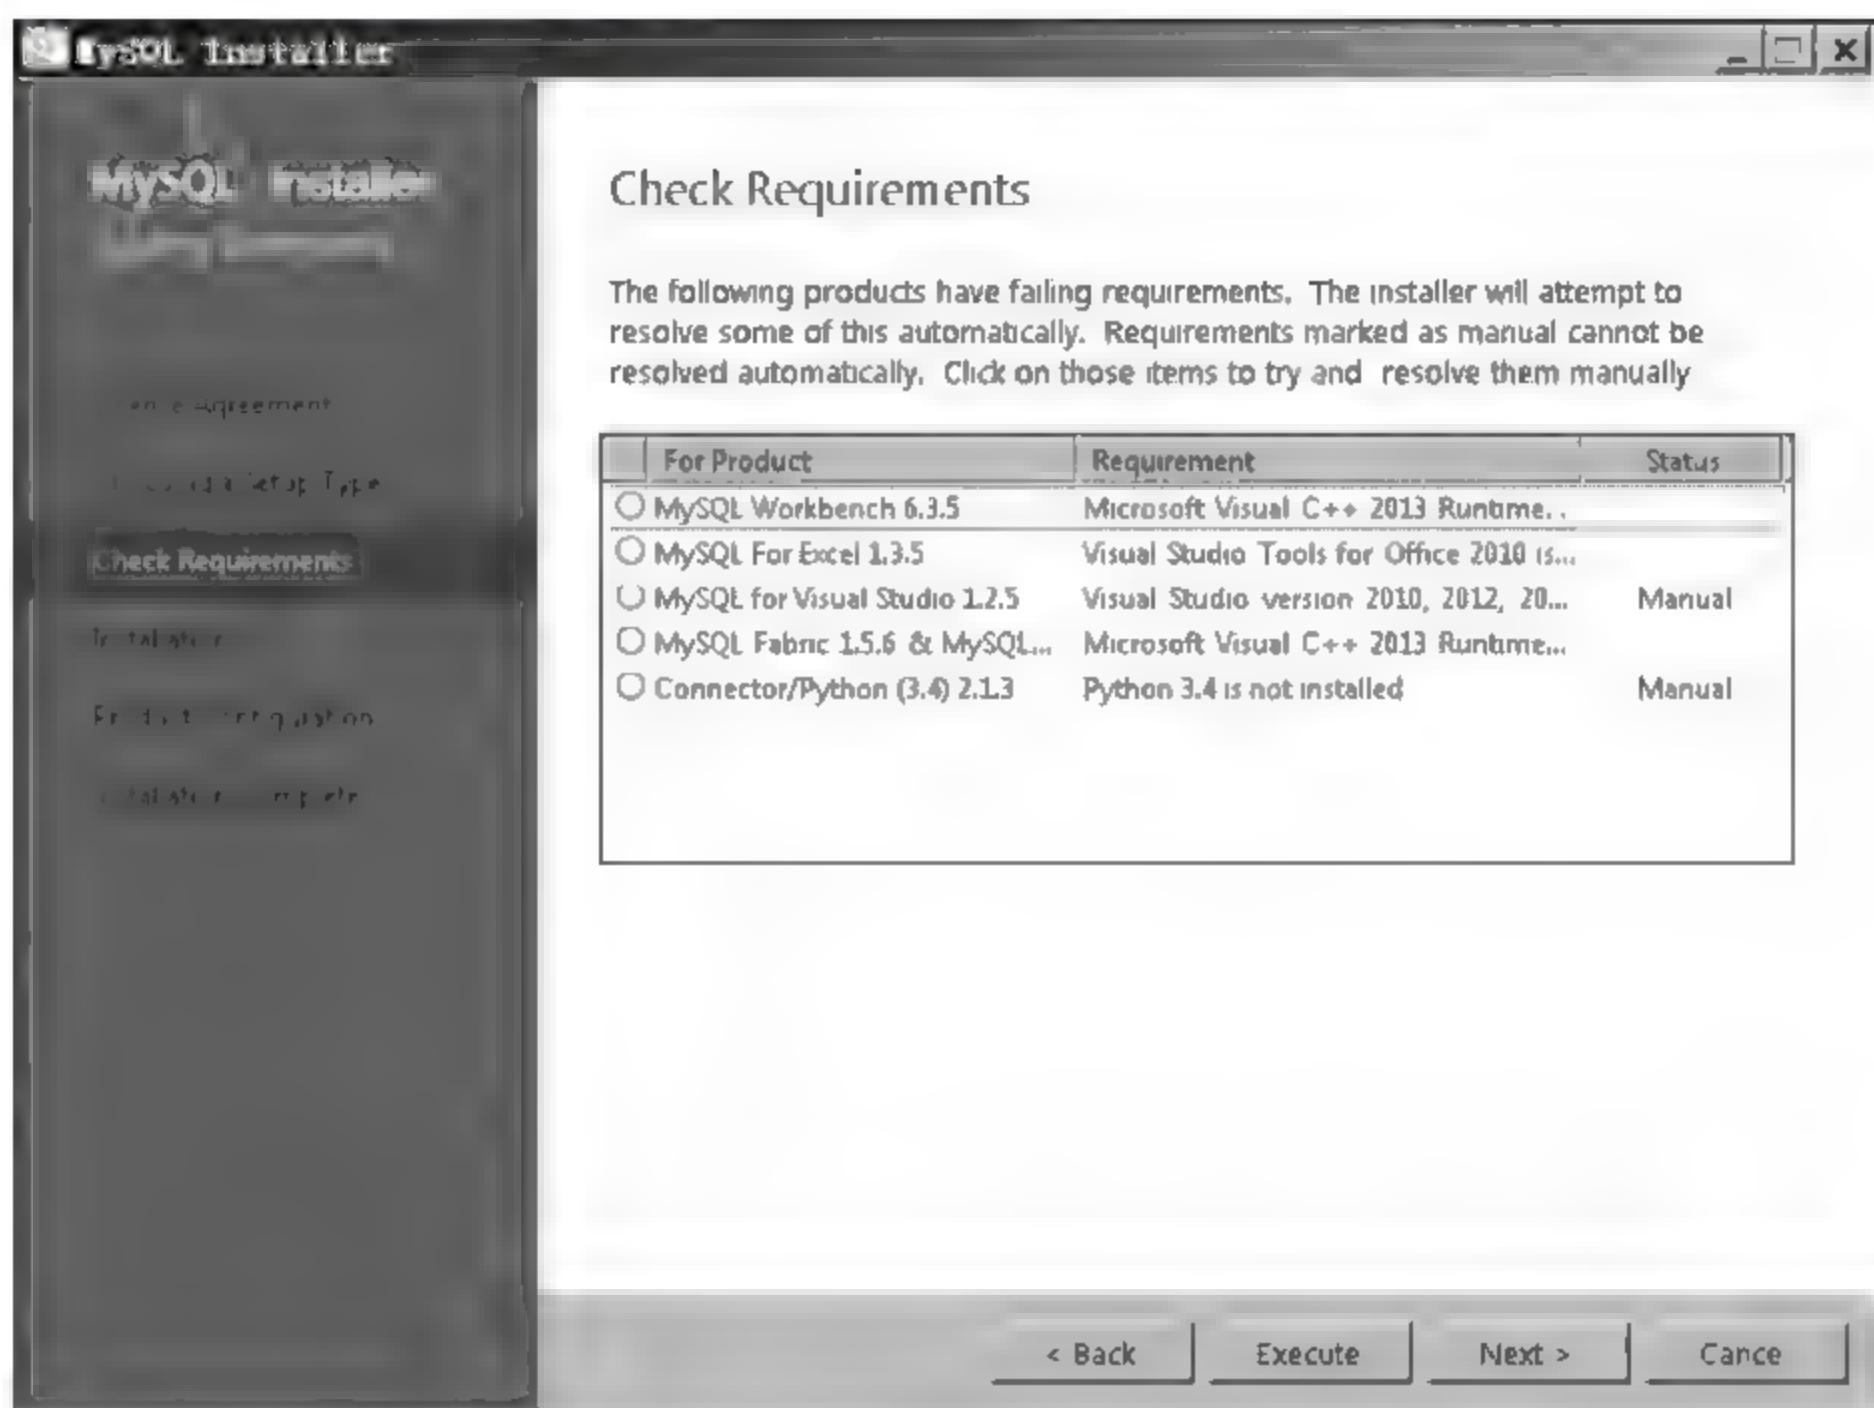 MySQL Installer
MySQL Installer
Agreement
Setup Type
Check Requirements
Check Requirements
The following products have failing requirements. The installer will attempt to
resolve some of this automatically. Requirements marked as manual cannot be
resolved automatically. Click on those items to try and resolve them manually
For Product Requirement Status
MySQL Workbench 6.3.5 Microsoft Visual C++ 2013 Runtime...
MySQL For Excel 1.3.5 Visual Studio Tools for Office 2010 is...
MySQL for Visual Studio 1.2.5 Visual Studio version 2010, 2012, 20... Manual
MySQL Fabric 1.5.6 & MySQL... Microsoft Visual C++ 2013 Runtime...
Connector/Python (3.4) 2.1.3 Python 3.4 is not installed Manual
< Back Execute Next > Cance